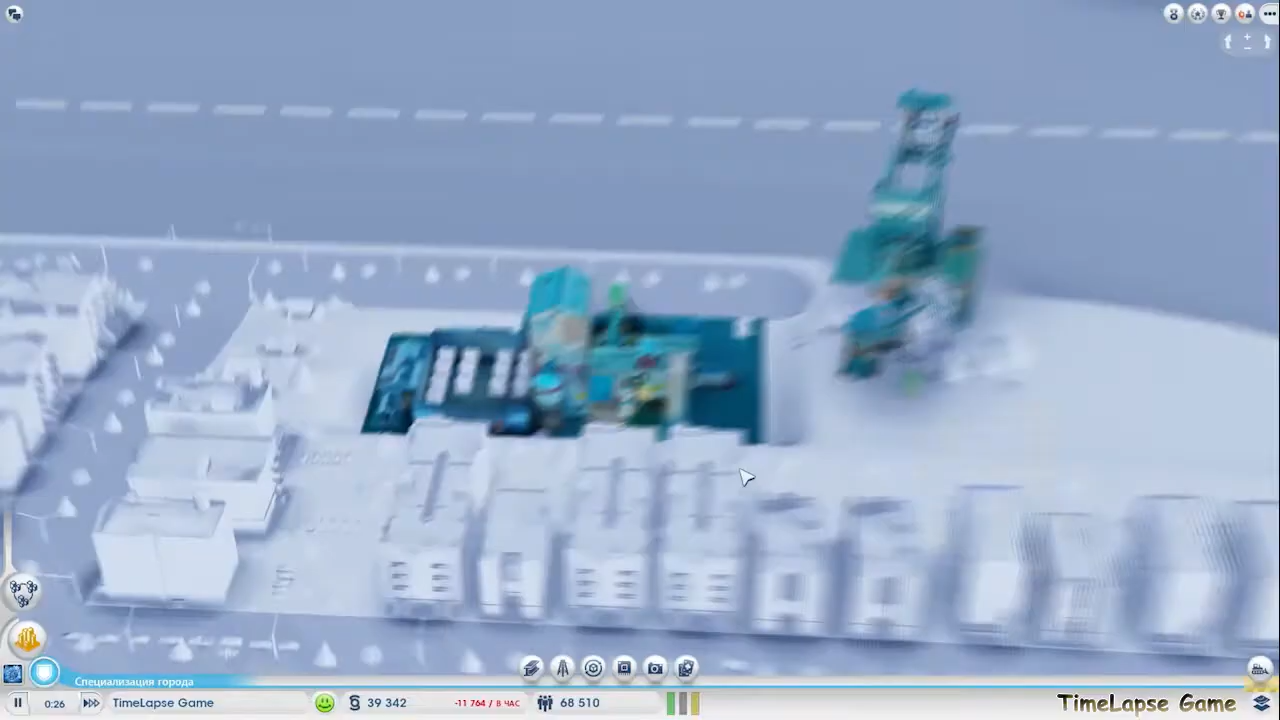 Специализация города
0:26
TimeLapse Game
39 342
-11 764 / В ЧАС
68 510
TimeLapse Game